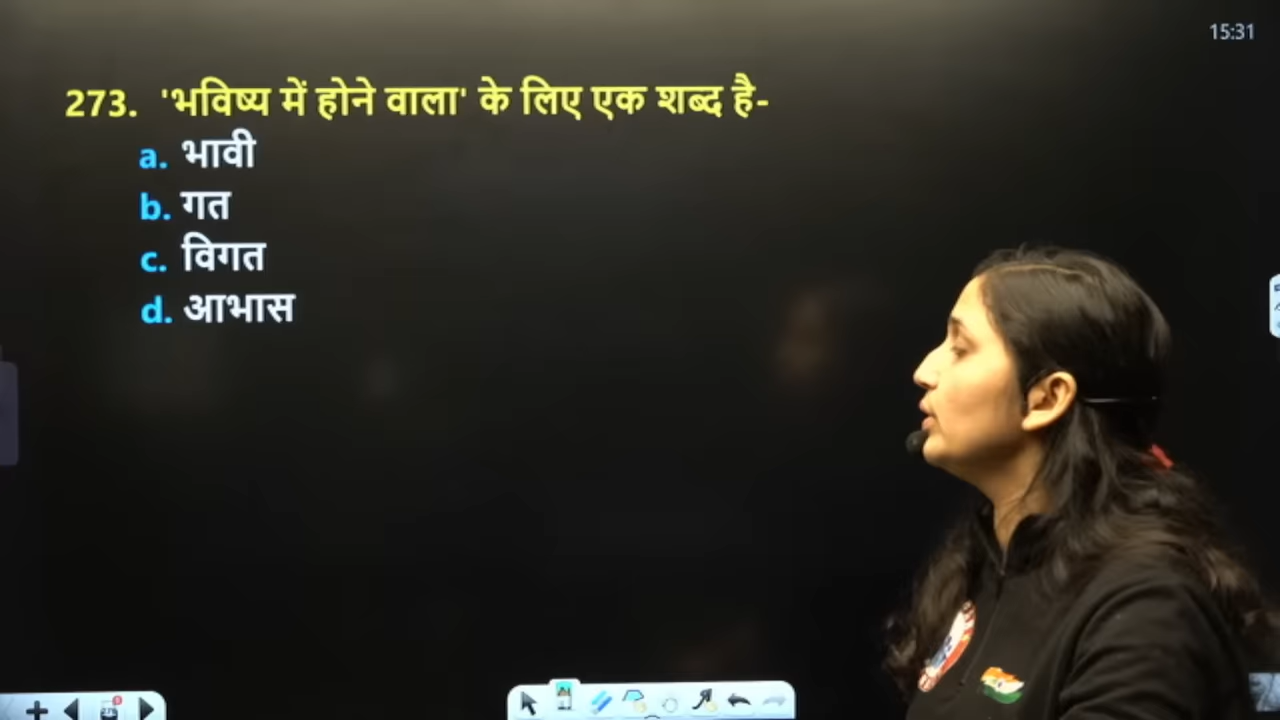 15:31
273. 'भविष्य में होने वाला' के लिए एक शब्द है-
a. भावी
b. गत
c. विगत
d. आभास